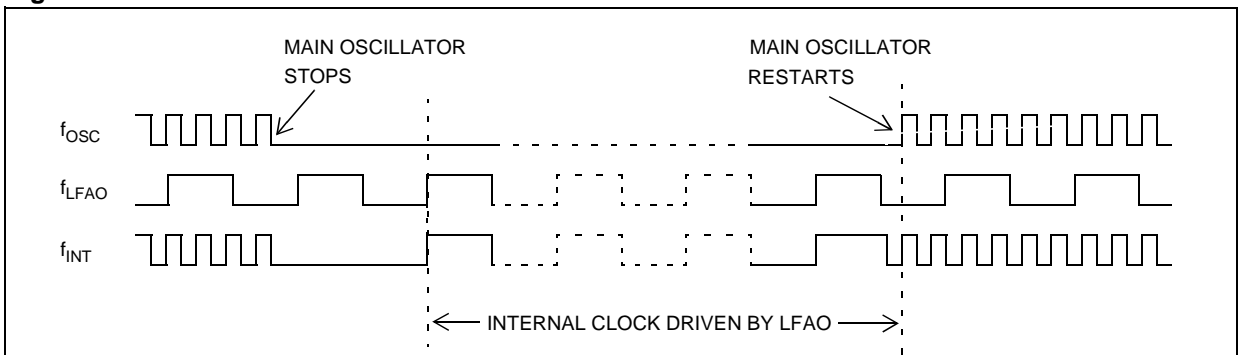 MAIN OSCILLATOR
STOPS
MAIN OSCILLATOR
RESTARTS
fOSC
fLFAO
fINT
INTERNAL CLOCK DRIVEN BY LFAO